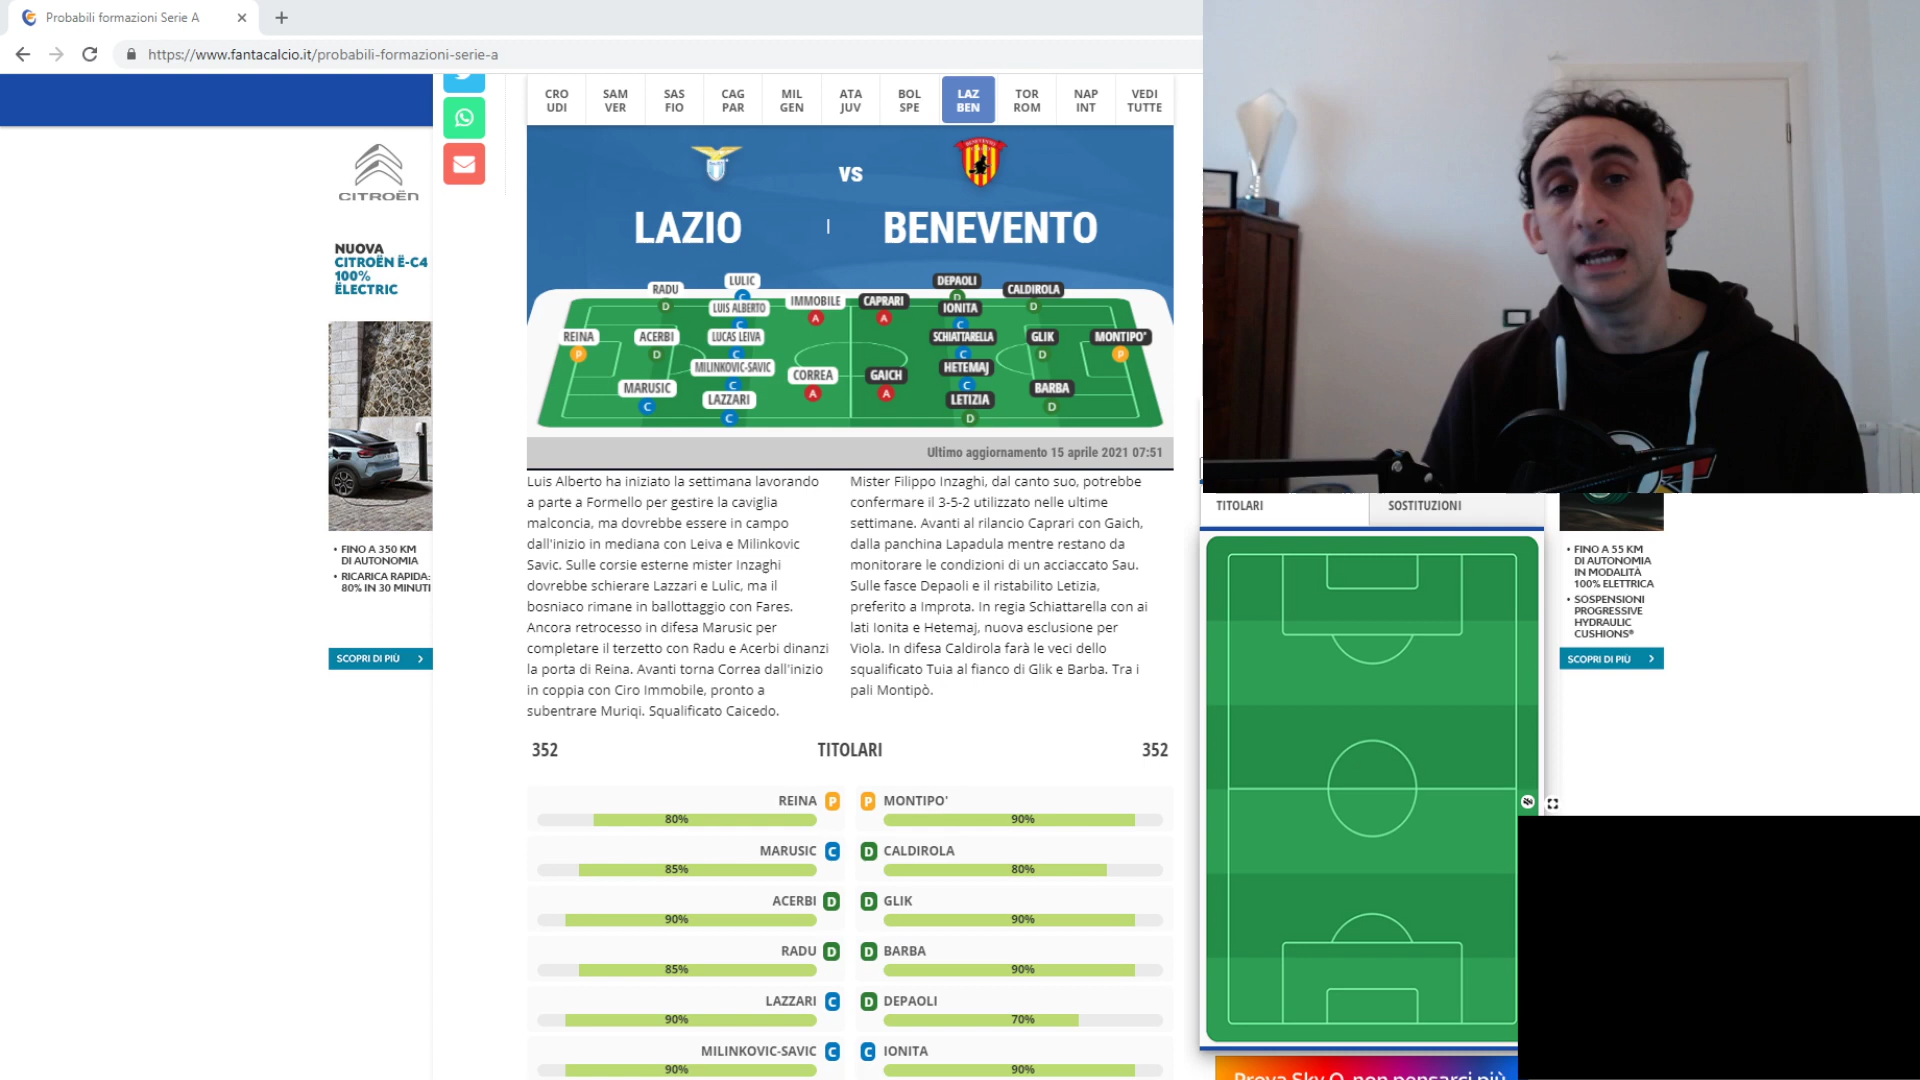 Probabili formazioni Serie A
https://www.fantacalcio.it/probabili-formazioni-serie-a
CRO UDI
SAM VER
SAS FIO
CAG PAR
MIL GEN
ATA JUV
BOL SPE
LAZ BEN
TOR ROM
NAP INT
VEDI TUTTE
CITROËN
NUOVA
CITROËN Ë-C4
100%
ËLECTRIC
• FINO A 350 KM
DI AUTONOMIA
• RICARICA RAPIDA:
80% IN 30 MINUTI
SCOPRI DI PIÙ
VS
LAZIO
BENEVENTO
RADU
D
LULIC
C
LUIS ALBERTO
C
IMMOBILE
A
CAPRARI
A
DEPAOLI
D
IONITA
C
CALDIROLA
D
REINA
P
ACERBI
D
LUCAS LEIVA
C
SCHIATTARELLA
C
GLIK
D
MONTIPO'
P
MILINKOVIC-SAVIC
C
CORREA
A
GAICH
A
HETEMAJ
C
MARUSIC
C
LAZZARI
C
LETIZIA
D
BARBA
D
Ultimo aggiornamento 15 aprile 2021 07:51
Luis Alberto ha iniziato la settimana lavorando
a parte a Formello per gestire la caviglia
malconcia, ma dovrebbe essere in campo
dall'inizio in mediana con Leiva e Milinkovic
Savic. Sulle corsie esterne mister Inzaghi
dovrebbe schierare Lazzari e Lulic, ma il
bosniaco rimane in ballottaggio con Fares.
Ancora retrocesso in difesa Marusic per
completare il terzetto con Radu e Acerbi dinanzi
la porta di Reina. Avanti torna Correa dall'inizio
in coppia con Ciro Immobile, pronto a
subentrare Muriqi. Squalificato Caicedo.
Mister Filippo Inzaghi, dal canto suo, potrebbe
confermare il 3-5-2 utilizzato nelle ultime
settimane. Avanti al rilancio Caprari con Gaich,
dalla panchina Lapadula mentre restano da
monitorare le condizioni di un acciaccato Sau.
Sulle fasce Depaoli e il ristabilito Letizia,
preferito a Improta. In regia Schiattarella con ai
lati Ionita e Hetemaj, nuova esclusione per
Viola. In difesa Caldirola farà le veci dello
squalificato Tuia al fianco di Glik e Barba. Tra i
pali Montipò.
352 TITOLARI 352
REINA P
80%
P MONTIPO'
90%
MARUSIC C
85%
D CALDIROLA
80%
ACERBI D
90%
D GLIK
90%
RADU D
85%
D BARBA
90%
LAZZARI C
90%
D DEPAOLI
70%
MILINKOVIC-SAVIC C
90%
C IONITA
90%
TITOLARI
SOSTITUZIONI
• FINO A 55 KM
DI AUTONOMIA
IN MODALITÀ
100% ELETTRICA
• SOSPENSIONI
PROGRESSIVE
HYDRAULIC
CUSHIONS®
SCOPRI DI PIÙ
Prova Sky Q, non pensarci più